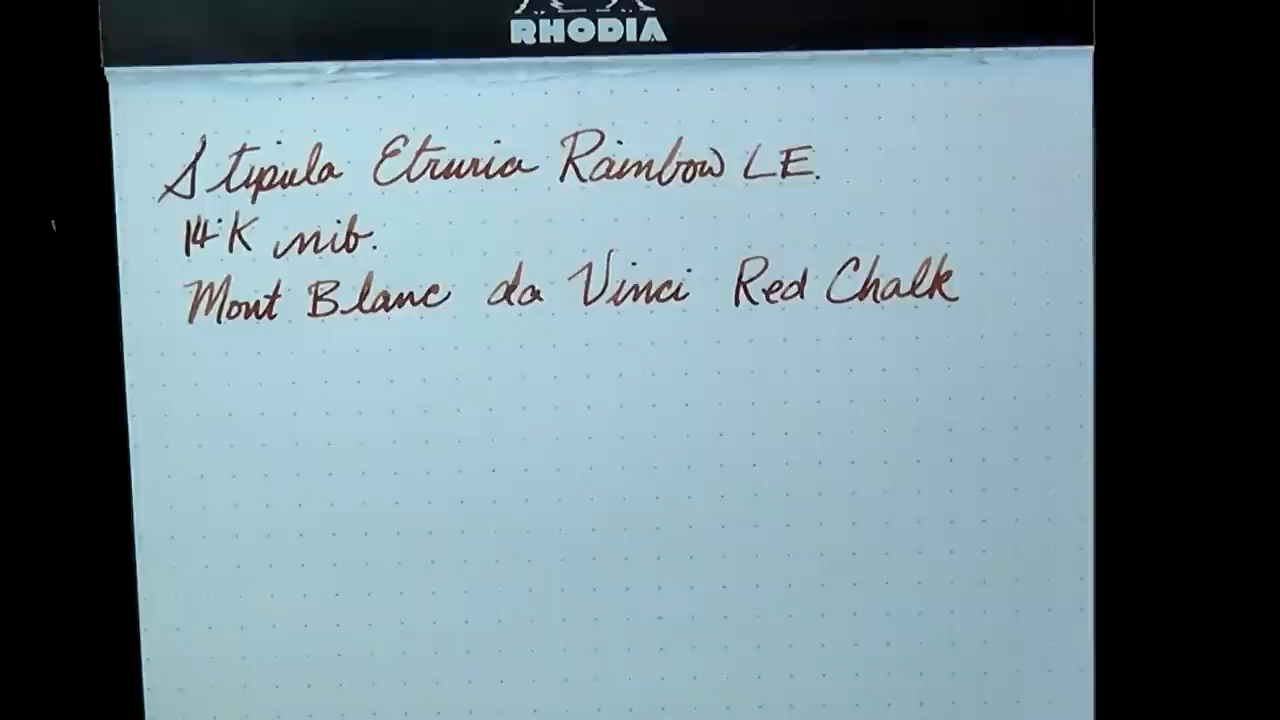 RHODIA
Stipula Etruria Rainbow LE.
14K nib.
Mont Blanc da Vinci Red Chalk